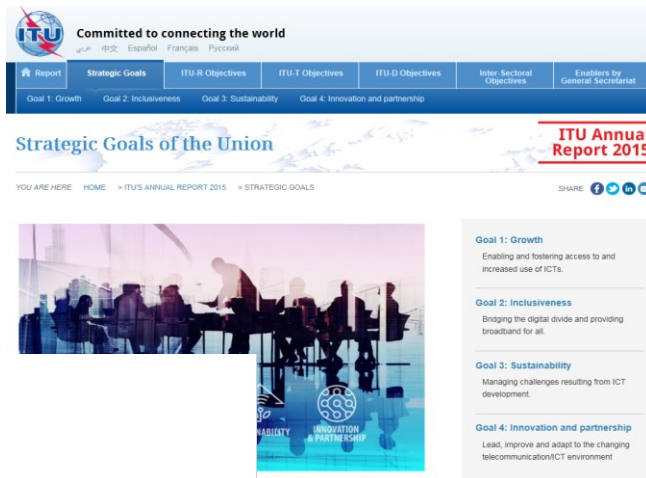 ITU
Committed to connecting the world
عربي 中文 Español Français Русский
Report Strategic Goals ITU-R Objectives ITU-T Objectives ITU-D Objectives Inter-Sectoral Objectives Enablers by General Secretariat
Goal 1: Growth Goal 2: Inclusiveness Goal 3: Sustainability Goal 4: Innovation and partnership
Strategic Goals of the Union
ITU Annua
Report 2015
YOU ARE HERE HOME > ITU'S ANNUAL REPORT 2015 > STRATEGIC GOALS
SHARE
Goal 1: Growth
Enabling and fostering access to and
increased use of ICTs.
Goal 2: Inclusiveness
Bridging the digital divide and providing
broadband for all.
Goal 3: Sustainability
Managing challenges resulting from ICT
development.
Goal 4: Innovation and partnership
Lead, improve and adapt to the changing
telecommunication/ICT environment
NABILITY
INNOVATION
& PARTNERSHIP